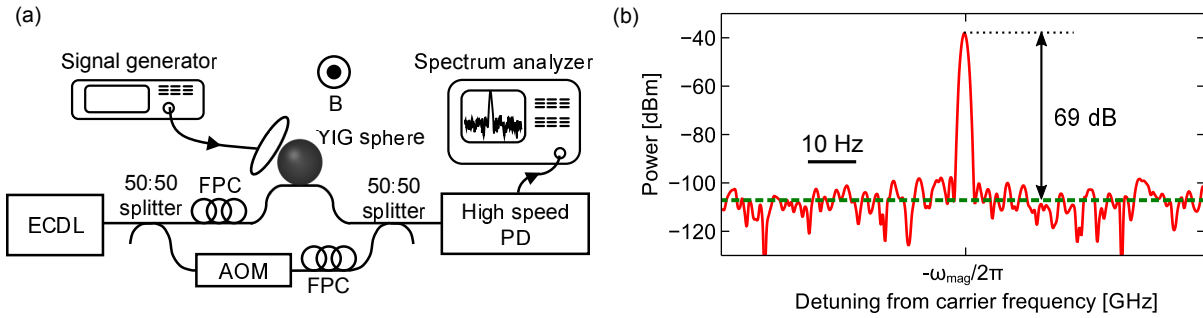 (a)
Signal generator
B
Spectrum analyzer
YIG sphere
50:50
splitter
FPC
50:50
splitter
ECDL
High speed
PD
AOM
FPC
(b)
Power [dBm]
−40
−60
−80
−100
−120
10 Hz
69 dB
-ωmag/2π
Detuning from carrier frequency [GHz]